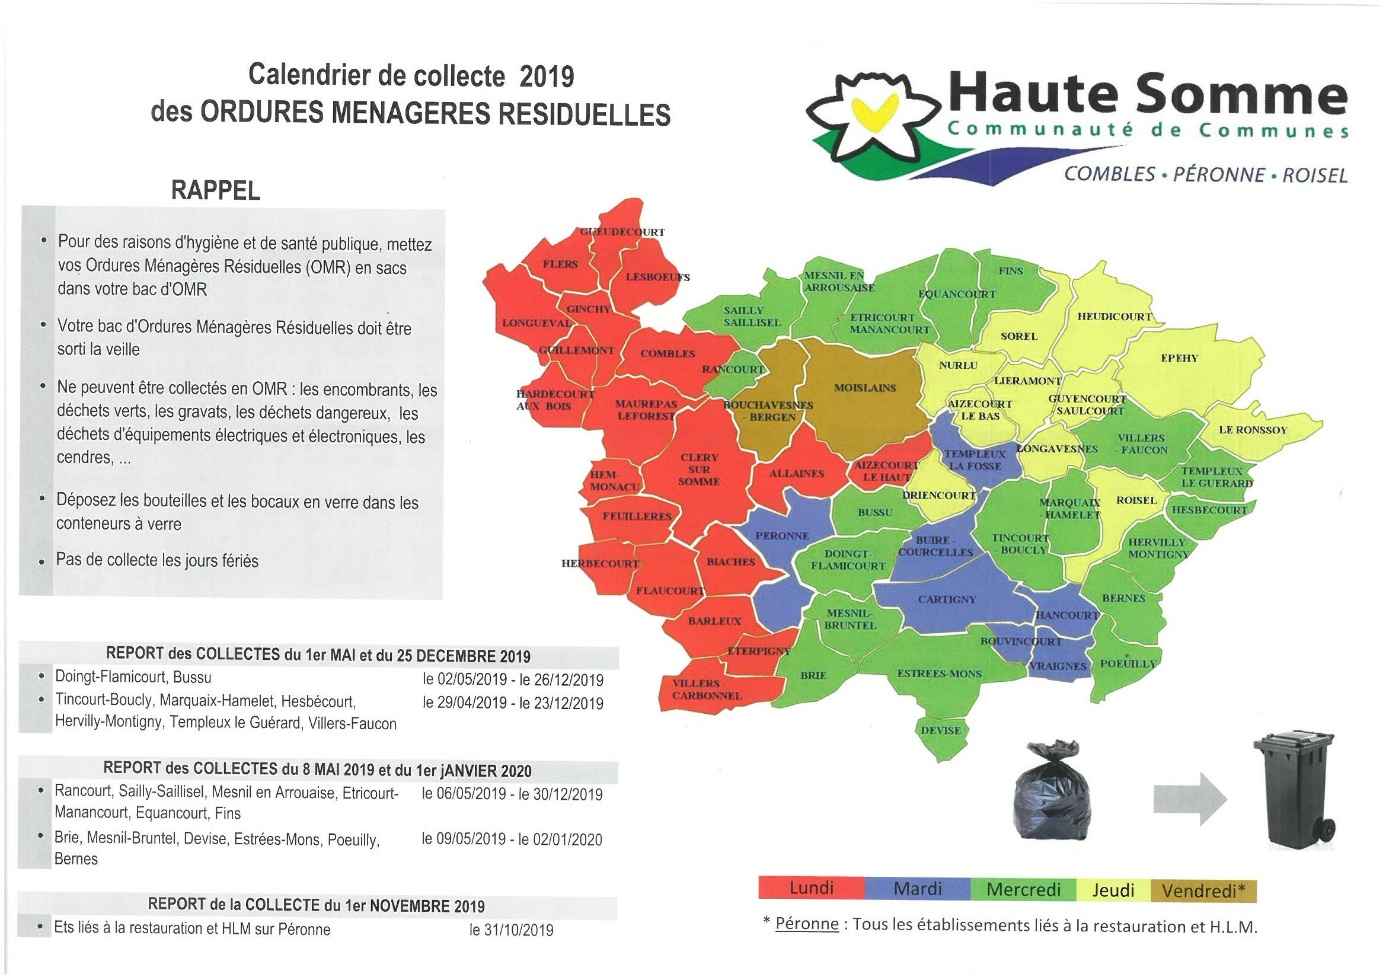 Calendrier de collecte 2019
des ORDURES MENAGERES RESIDUELLES
Haute Somme
Communauté de Communes
COMBLES • PÉRONNE • ROISEL
RAPPEL
• Pour des raisons d'hygiène et de santé publique, mettez
vos Ordures Ménagères Résiduelles (OMR) en sacs
dans votre bac d'OMR
• Votre bac d'Ordures Ménagères Résiduelles doit être
sorti la veille
• Ne peuvent être collectés en OMR : les encombrants, les
déchets verts, les gravats, les déchets dangereux, les
déchets d'équipements électriques et électroniques, les
cendres, ...
• Déposez les bouteilles et les bocaux en verre dans les
conteneurs à verre
• Pas de collecte les jours fériés
REPORT des COLLECTES du 1er MAI et du 25 DECEMBRE 2019
• Doingt-Flamicourt, Bussu le 02/05/2019 - le 26/12/2019
• Tincourt-Boucly, Marquaix-Hamelet, Hesbécourt, le 29/04/2019 - le 23/12/2019
Hervilly-Montigny, Templeux le Guérard, Villers-Faucon
REPORT des COLLECTES du 8 MAI 2019 et du 1er jANVIER 2020
• Rancourt, Sailly-Saillisel, Mesnil en Arrouaise, Etricourt- le 06/05/2019 - le 30/12/2019
Manancourt, Equancourt, Fins
• Brie, Mesnil-Bruntel, Devise, Estrées-Mons, Poeuilly, le 09/05/2019 - le 02/01/2020
Bernes
REPORT de la COLLECTE du 1er NOVEMBRE 2019
• Ets liés à la restauration et HLM sur Péronne le 31/10/2019
GUEUDECOURT
FLERS
LESBOEUFS
GINCHY
LONGUEVAL
GUILLEMONT
COMBLES
HARDECOURT
AUX BOIS
MAUREPAS
LEFOREST
SAILLY
SAILLISEL
MESNIL EN
ARROUSAISE
ETRICOURT
MANANCOURT
EQUANCOURT
FINS
SOREL
HEUDICOURT
EPEHY
RANCOURT
BOUCHAVESNES
- BERGEN
MOISLAINS
NURLU
LIERAMONT
AIZECOURT
LE BAS
GUYENCOURT
SAULCOURT
LE RONSSOY
VILLERS
- FAUCON
LONGAVESNES
TEMPLEUX
LA FOSSE
TEMPLEUX
LE GUERARD
CLERY
SUR
SOMME
ALLAINES
AIZECOURT
LE HAUT
HEM-
MONACU
DRIENCOURT
MARQUAIX
- HAMELET
ROISEL
HESBECOURT
FEUILLERES
BUSSU
PERONNE
BUIRE -
COURCELLES
TINCOURT
- BOUCLY
HERVILLY-
MONTIGNY
HERBECOURT
BIACHES
DOINGT-
FLAMICOURT
FLAUCOURT
CARTIGNY
BERNES
HANCOURT
BARLEUX
MESNIL-
BRUNTEL
BOUVINCOURT
ETERPIGNY
VRAIGNES
POEUILLY
VILLERS -
CARBONNEL
BRIE
ESTREES-MONS
DEVISE
Lundi Mardi Mercredi Jeudi Vendredi*
* Péronne : Tous les établissements liés à la restauration et H.L.M.